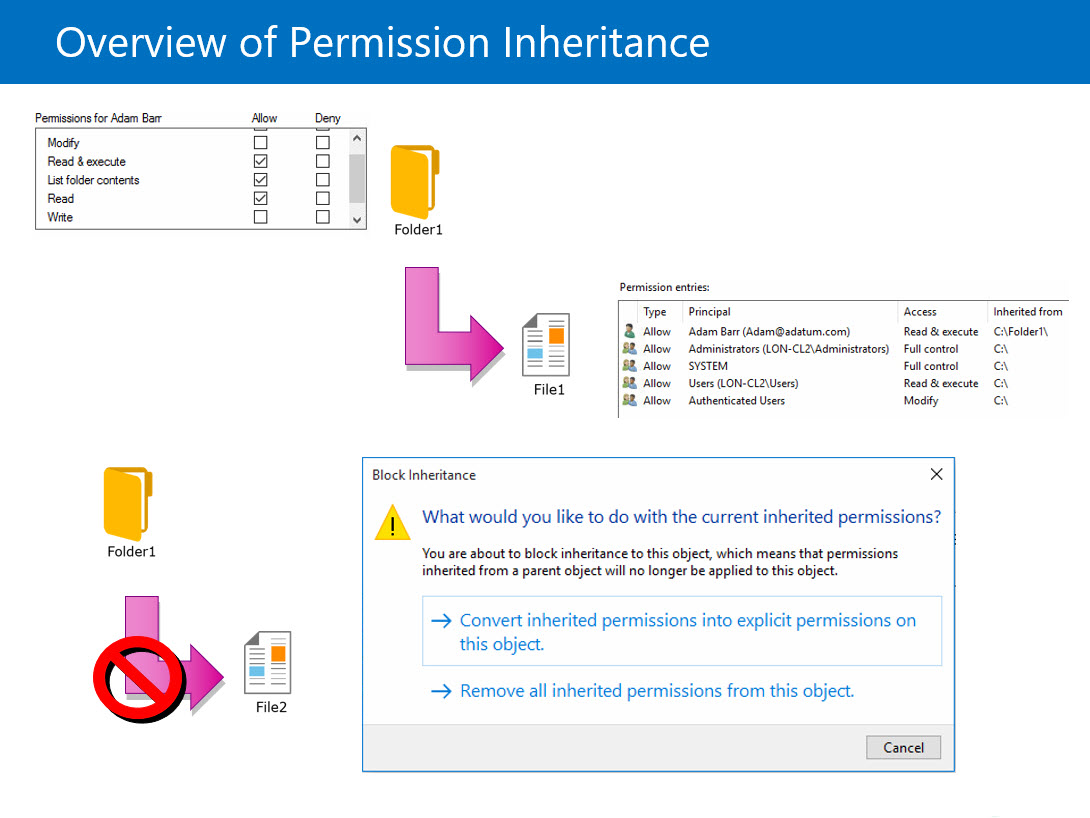 Overview of Permission Inheritance
Permissions for Adam Barr Allow Deny
Modify
Read & execute
List folder contents
Read
Write
Folder1
File1
Permission entries:
Type Principal Access Inherited from
Allow Adam Barr (Adam@adatum.com) Read & execute C:\Folder1\
Allow Administrators (LON-CL2\Administrators) Full control C:\
Allow SYSTEM Full control C:\
Allow Users (LON-CL2\Users) Read & execute C:\
Allow Authenticated Users Modify C:\
Folder1
File2
Block Inheritance
What would you like to do with the current inherited permissions?
You are about to block inheritance to this object, which means that permissions
inherited from a parent object will no longer be applied to this object.
Convert inherited permissions into explicit permissions on
this object.
Remove all inherited permissions from this object.
Cancel